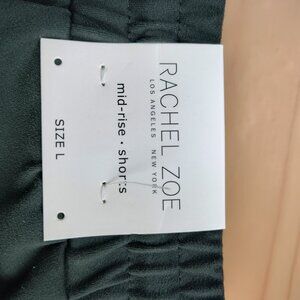 RACHEL ZOE
LOS ANGELES NEW YORK
mid-rise • shorts
SIZE L